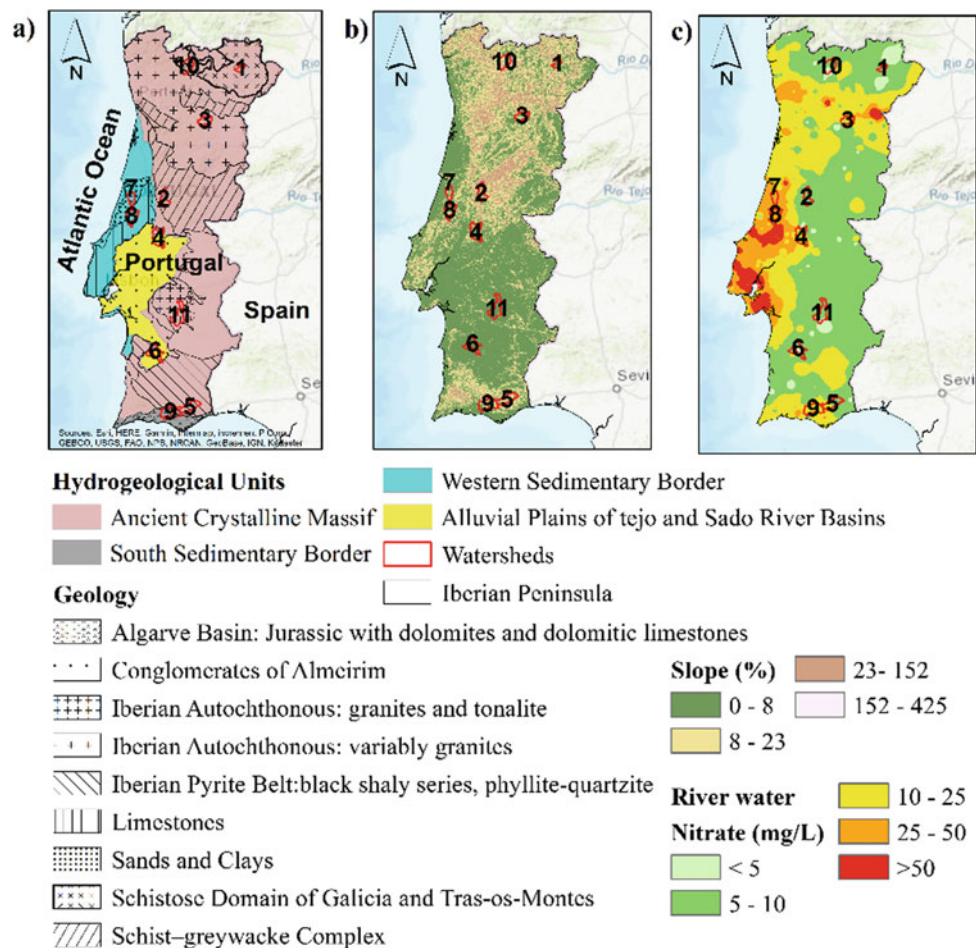 a)
b)
c)
N
N
N
10
1
3
7
2
8
4
11
6
9
5
Atlantic Ocean
Portugal
Spain
10
1
3
7
2
8
4
11
6
9
5
Río D
Río Tejo
Sevi
10
1
3
7
2
8
4
11
6
9
5
Hydrogeological Units
Ancient Crystalline Massif
South Sedimentary Border
Western Sedimentary Border
Alluvial Plains of tejo and Sado River Basins
Watersheds
Iberian Peninsula
Geology
Algarve Basin: Jurassic with dolomites and dolomitic limestones
Conglomerates of Almeirim
Iberian Autochthonous: granites and tonalite
Iberian Autochthonous: variably granites
Iberian Pyrite Belt:black shaly series, phyllite-quartzite
Limestones
Sands and Clays
Schistose Domain of Galicia and Tras-os-Montes
Schist–greywacke Complex
Slope (%)
0 - 8
8 - 23
23- 152
152 - 425
River water
Nitrate (mg/L)
< 5
5 - 10
10 - 25
25 - 50
>50